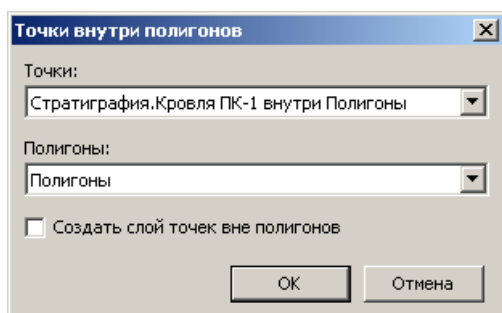 Точки внутри полигонов
Точки:
Стратиграфия.Кровля ПК-1 внутри Полигоны
Полигоны:
Полигоны
Создать слой точек вне полигонов
ОК
Отмена